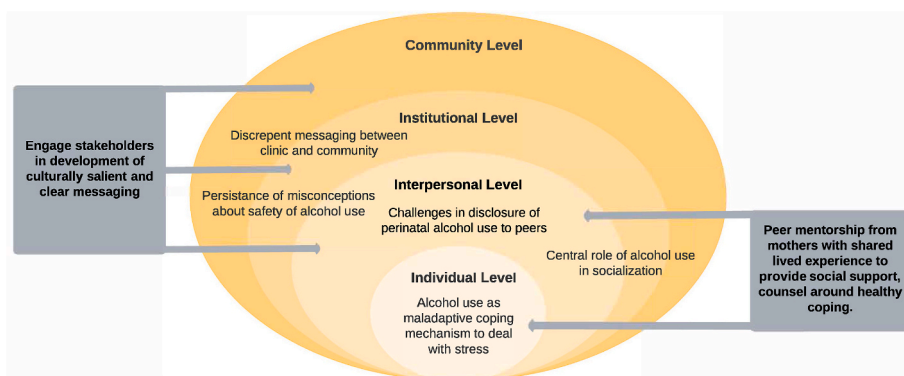 Community Level
Institutional Level
Discrepent messaging between
clinic and community
Engage stakeholders
in development of
culturally salient and
clear messaging
Persistance of misconceptions
about safety of alcohol use
Interpersonal Level
Challenges in disclosure of
perinatal alcohol use to peers
Central role of alcohol use
in socialization
Peer mentorship from
mothers with shared
lived experience to
provide social support,
counsel around healthy
coping.
Individual Level
Alcohol use as
maladaptive coping
mechanism to deal
with stress